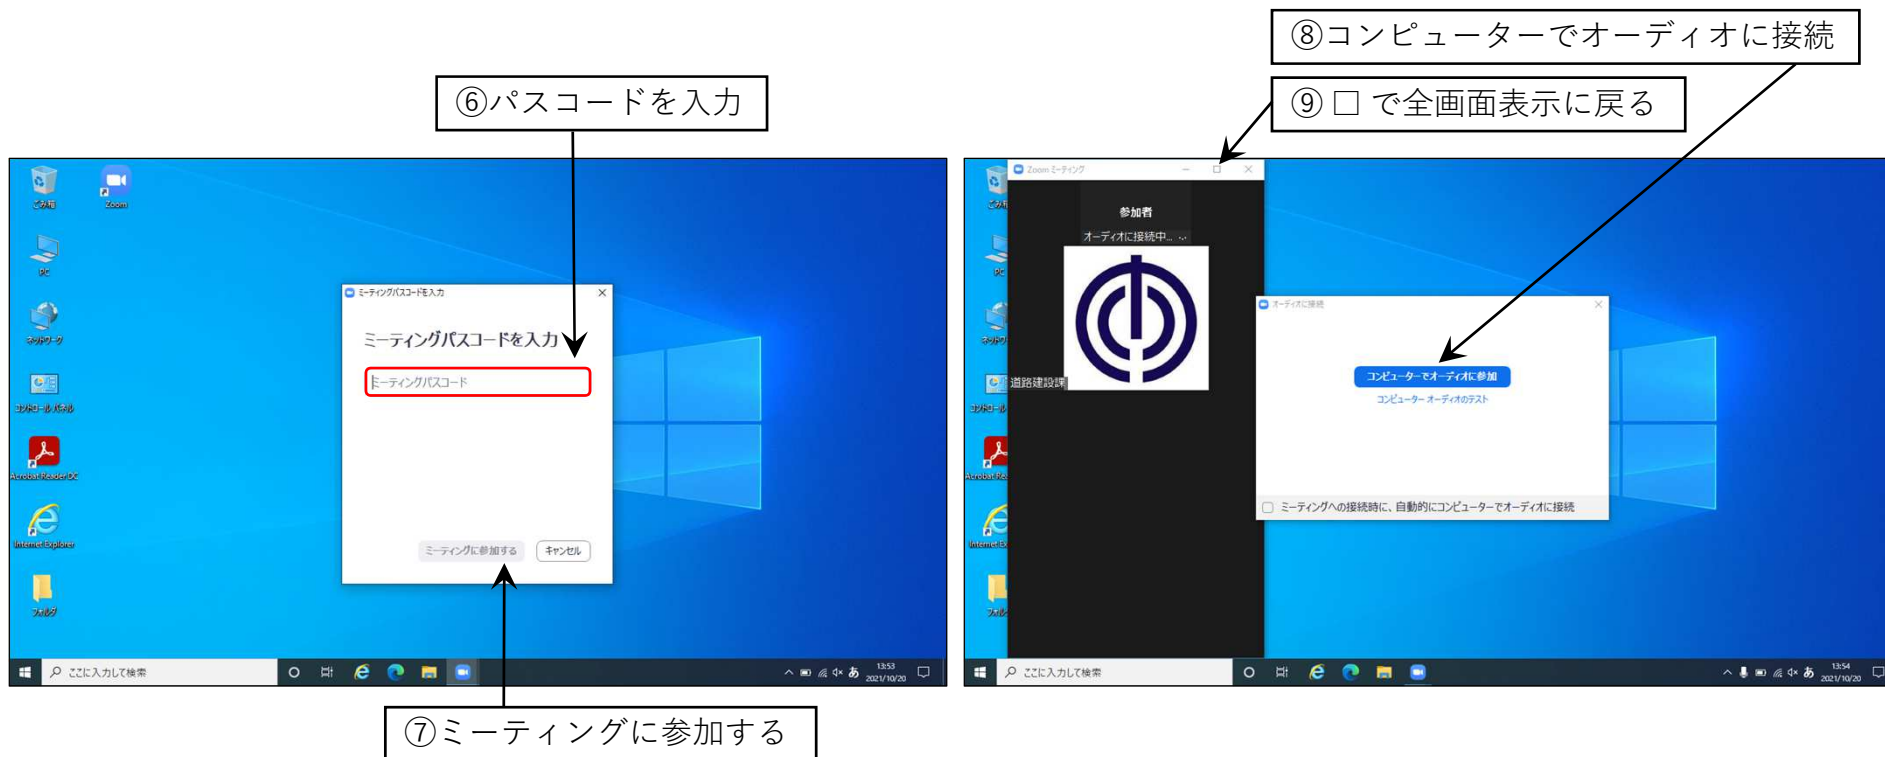 ⑧コンピューターでオーディオに接続
⑥パスコードを入力
⑨ □ で全画面表示に戻る
ごみ箱
Zoom
PC
ネットワーク
コントロール パネル
Acrobat Reader DC
Internet Explorer
フォルダ
ミーティングパスコードを入力
ミーティングパスコードを入力
ミーティングパスコード
ミーティングに参加する
キャンセル
ここに入力して検索
あ
13:53
2021/10/20
⑦ミーティングに参加する
Zoom ミーティング
参加者
オーディオに接続中...
道路建設課
オーディオに接続
コンピューターでオーディオに参加
コンピューター オーディオのテスト
ミーティングへの接続時に、自動的にコンピューターでオーディオに接続
ここに入力して検索
あ
13:54
2021/10/20